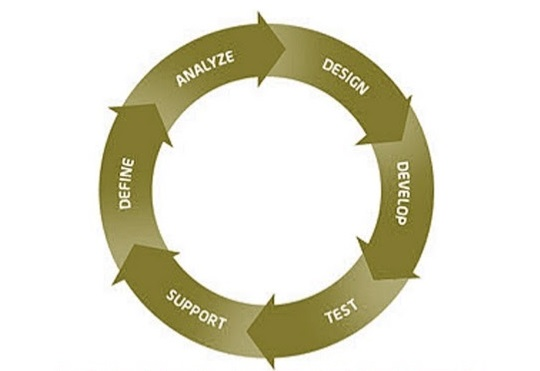 ANALYZE
DESIGN
DEVELOP
TEST
SUPPORT
DEFINE